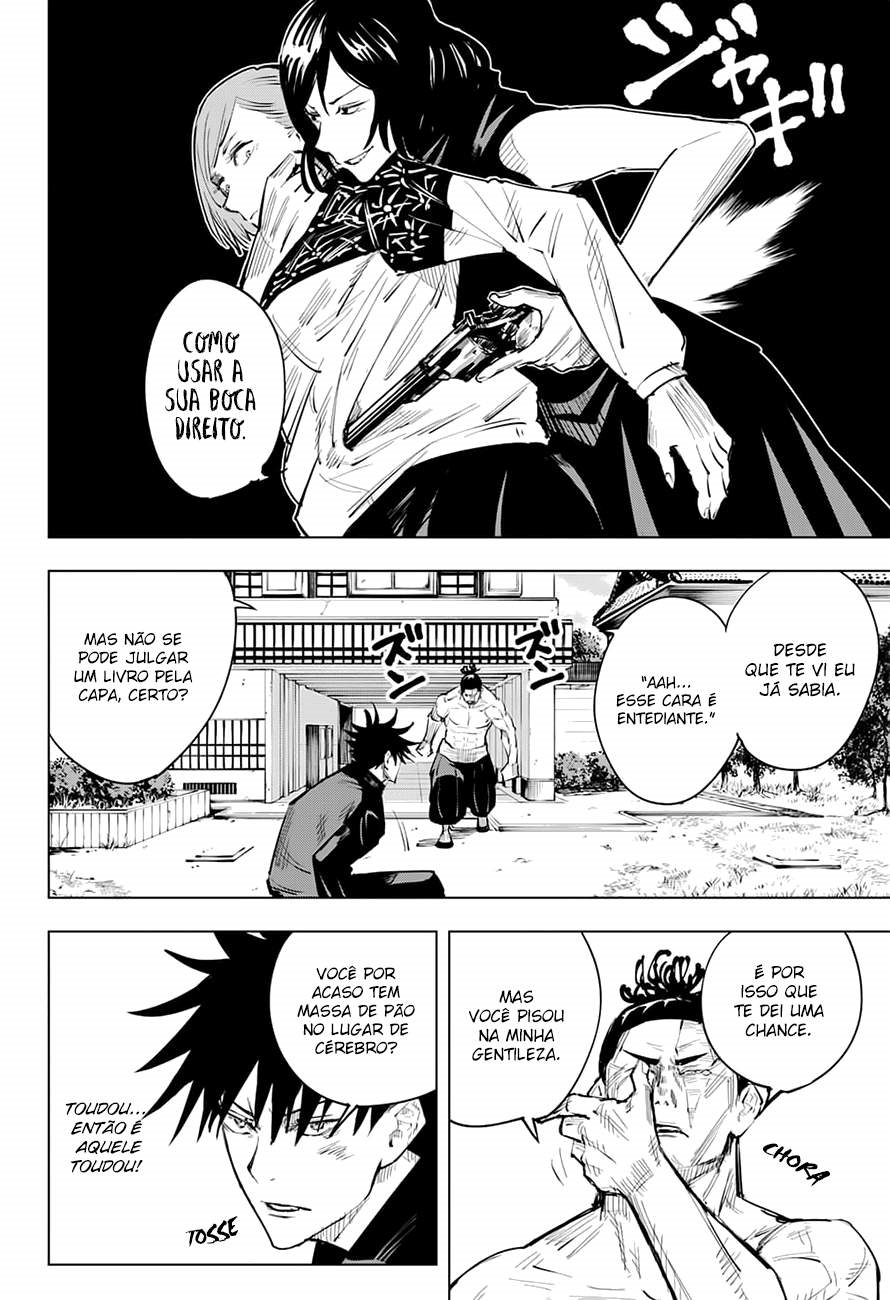 ジャキ!!
COMO
USAR A
SUA BOCA
DIREITO.
DESDE
QUE TE VI EU
JÁ SABIA.
"AAH...
ESSE CARA É
ENTEDIANTE."
ズン
ズン
MAS NÃO SE
PODE JULGAR
UM LIVRO PELA
CAPA, CERTO?
É POR
ISSO QUE
TE DEI UMA
CHANCE.
MAS
VOCÊ PISOU
NA MINHA
GENTILEZA.
CHORA
VOCÊ POR
ACASO TEM
MASSA DE PÃO
NO LUGAR DE
CÉREBRO?
TOUDOU...
ENTÃO É
AQUELE
TOUDOU!
TOSSE